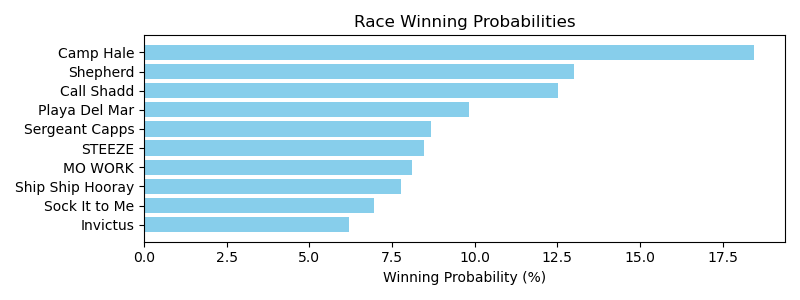 Race Winning Probabilities
Camp Hale
Shepherd
Call Shadd
Playa Del Mar
Sergeant Capps
STEEZE
MO WORK
Ship Ship Hooray
Sock It to Me
Invictus
0.0 2.5 5.0 7.5 10.0 12.5 15.0 17.5
Winning Probability (%)